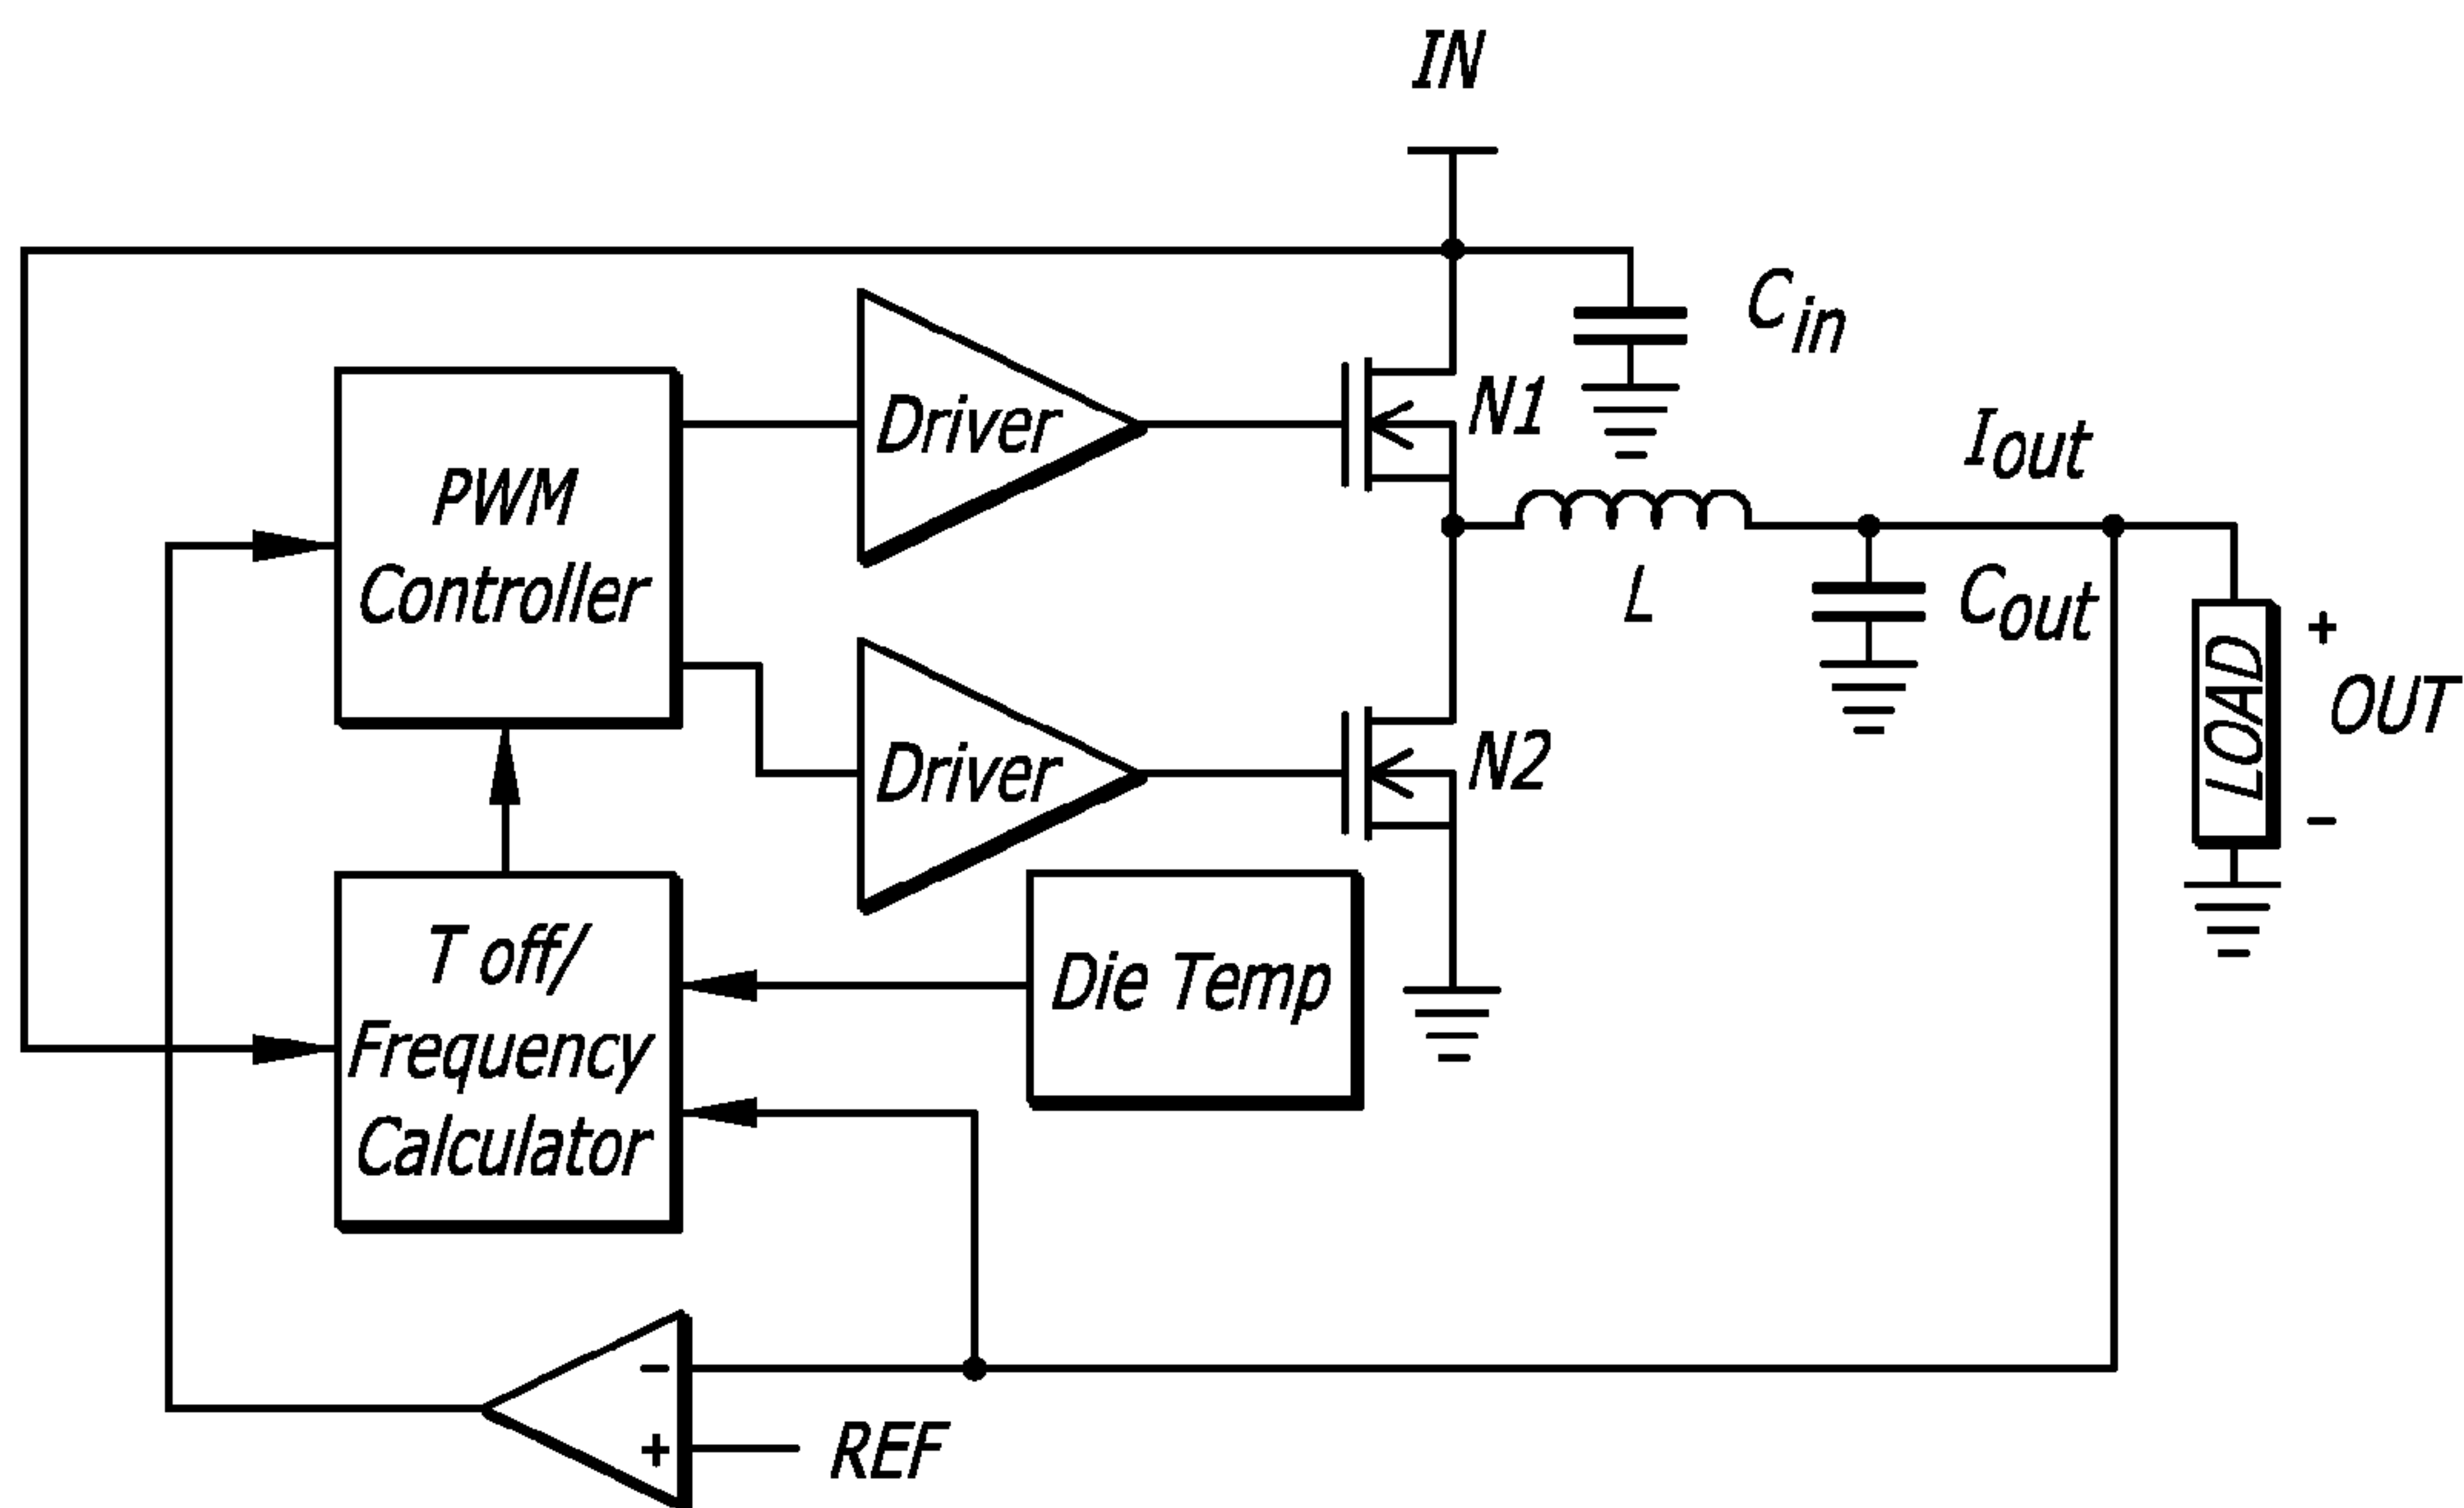 IN
C in
Driver
N1
PWM
Controller
I out
L
C out
Driver
N2
+
LOAD
OUT
-
T off/
Frequency
Calculator
Die Temp
-
+
REF